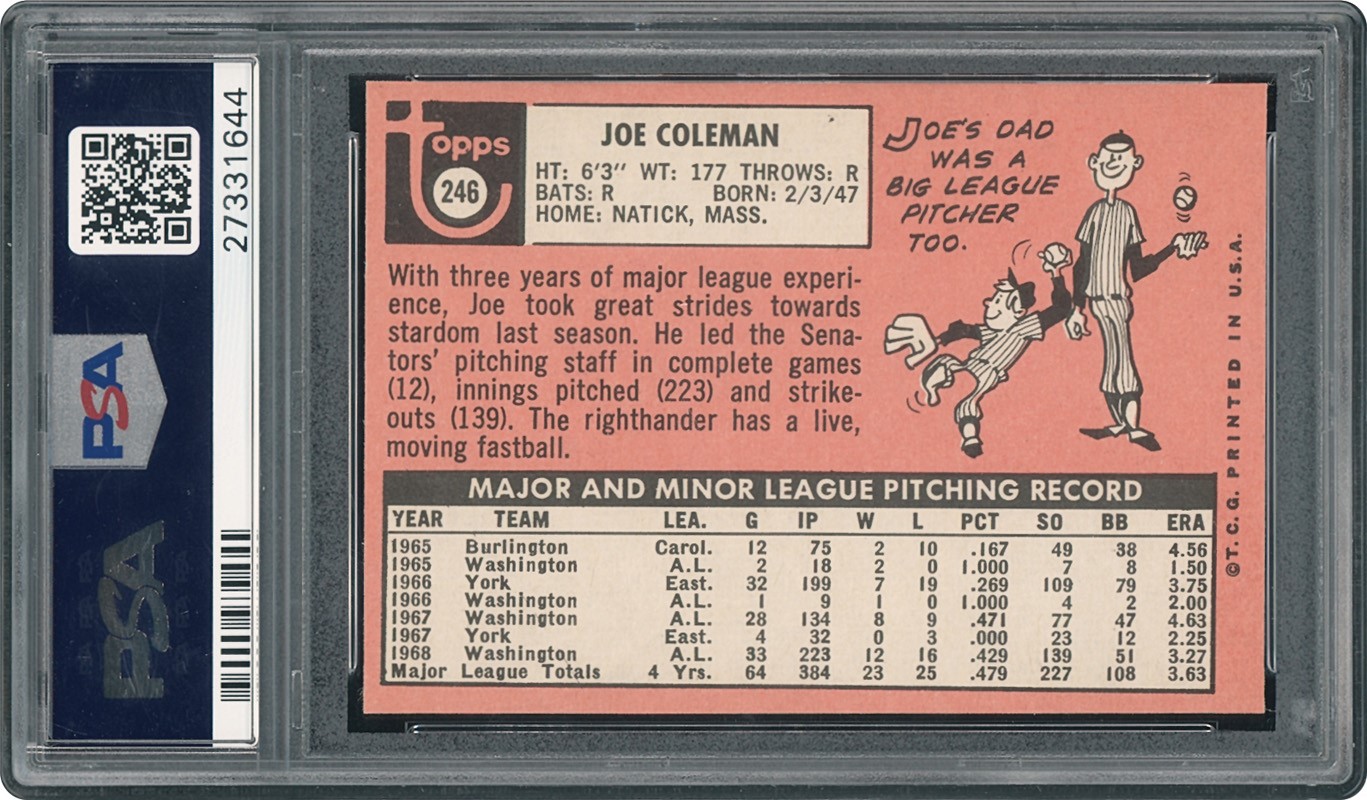 27331644
PSA
PSA
topps
246
JOE COLEMAN
HT: 6'3" WT: 177 THROWS: R
BATS: R BORN: 2/3/47
HOME: NATICK, MASS.
JOE'S DAD
WAS A
BIG LEAGUE
PITCHER
TOO.
With three years of major league experi-
ence, Joe took great strides towards
stardom last season. He led the Sena-
tors' pitching staff in complete games
(12), innings pitched (223) and strike-
outs (139). The righthander has a live,
moving fastball.
©T.C.G. PRINTED IN U.S.A.
MAJOR AND MINOR LEAGUE PITCHING RECORD
YEAR TEAM LEA. G IP W L PCT SO BB ERA
1965 Burlington Carol. 12 75 2 10 .167 49 38 4.56
1965 Washington A.L. 2 18 2 0 1.000 7 8 1.50
1966 York East. 32 199 7 19 .269 109 79 3.75
1966 Washington A.L. 1 9 1 0 1.000 4 2 2.00
1967 Washington A.L. 28 134 8 9 .471 77 47 4.63
1967 York East. 4 32 0 3 .000 23 12 2.25
1968 Washington A.L. 33 223 12 16 .429 139 51 3.27
Major League Totals 4 Yrs. 64 384 23 25 .479 227 108 3.63